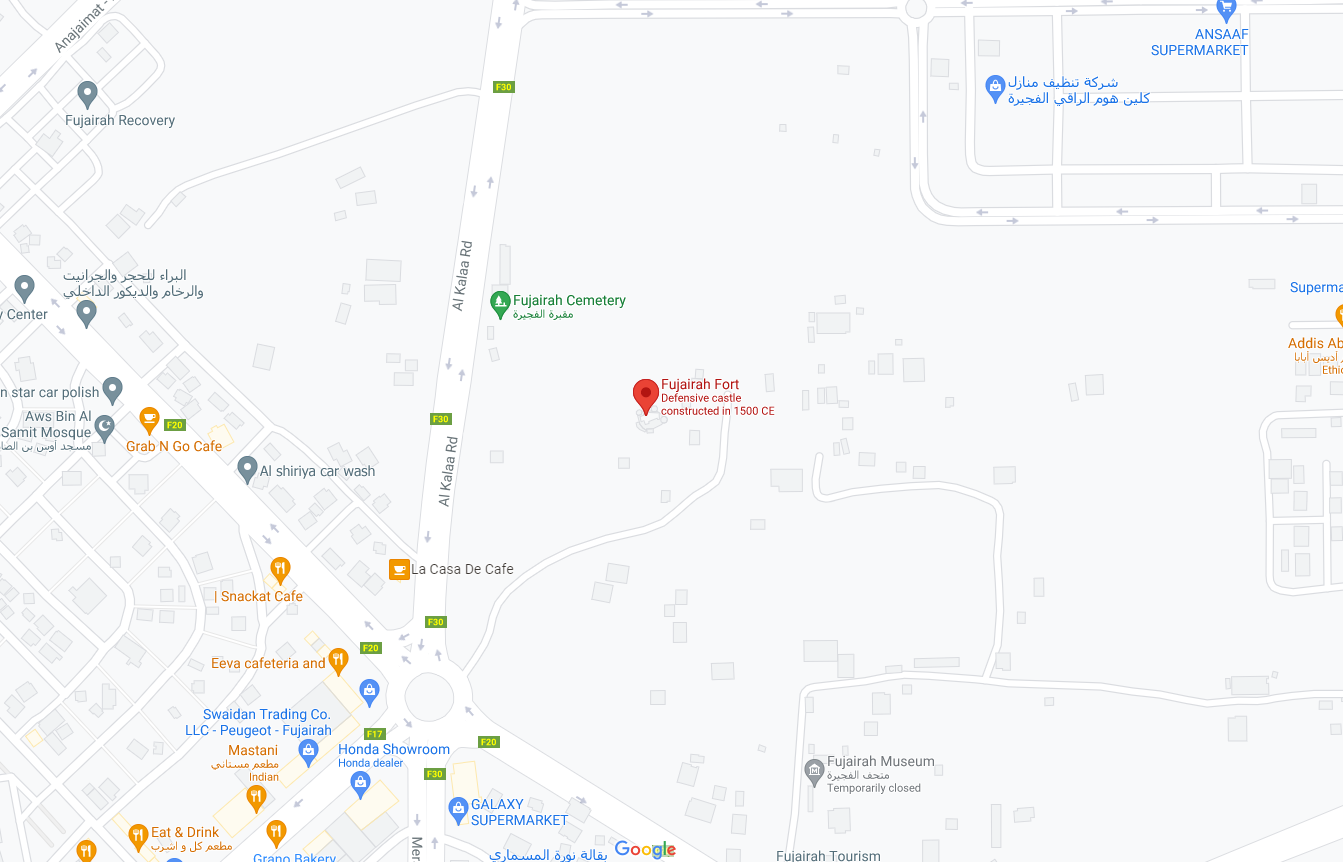 Anajaimat -
ANSAAF
SUPERMARKET
F30
شركة تنظيف منازل
كلين هوم الراقي الفجيرة
Fujairah Recovery
Al Kalaa Rd
البراء للحجر والجرانيت
والرخام والديكور الداخلي
y Center
Fujairah Cemetery
مقبرة الفجيرة
Superma
Addis Ab
أديس أبابا
Ethic
Fujairah Fort
Defensive castle
constructed in 1500 CE
n star car polish
Aws Bin Al
Samit Mosque
مسجد أوس بن الصا
F20
Grab N Go Cafe
F30
Al Kalaa Rd
Al shiriya car wash
La Casa De Cafe
| Snackat Cafe
F30
F20
Eeva cafeteria and
Swaidan Trading Co.
LLC - Peugeot - Fujairah
F17
F20
Mastani
مطعم مستاني
Indian
Honda Showroom
Honda dealer
F30
Fujairah Museum
متحف الفجيرة
Temporarily closed
GALAXY
SUPERMARKET
Eat & Drink
مطعم كل و اشرب
Mer
Grano Bakery
بقالة نورة المسماري
Google
Fujairah Tourism